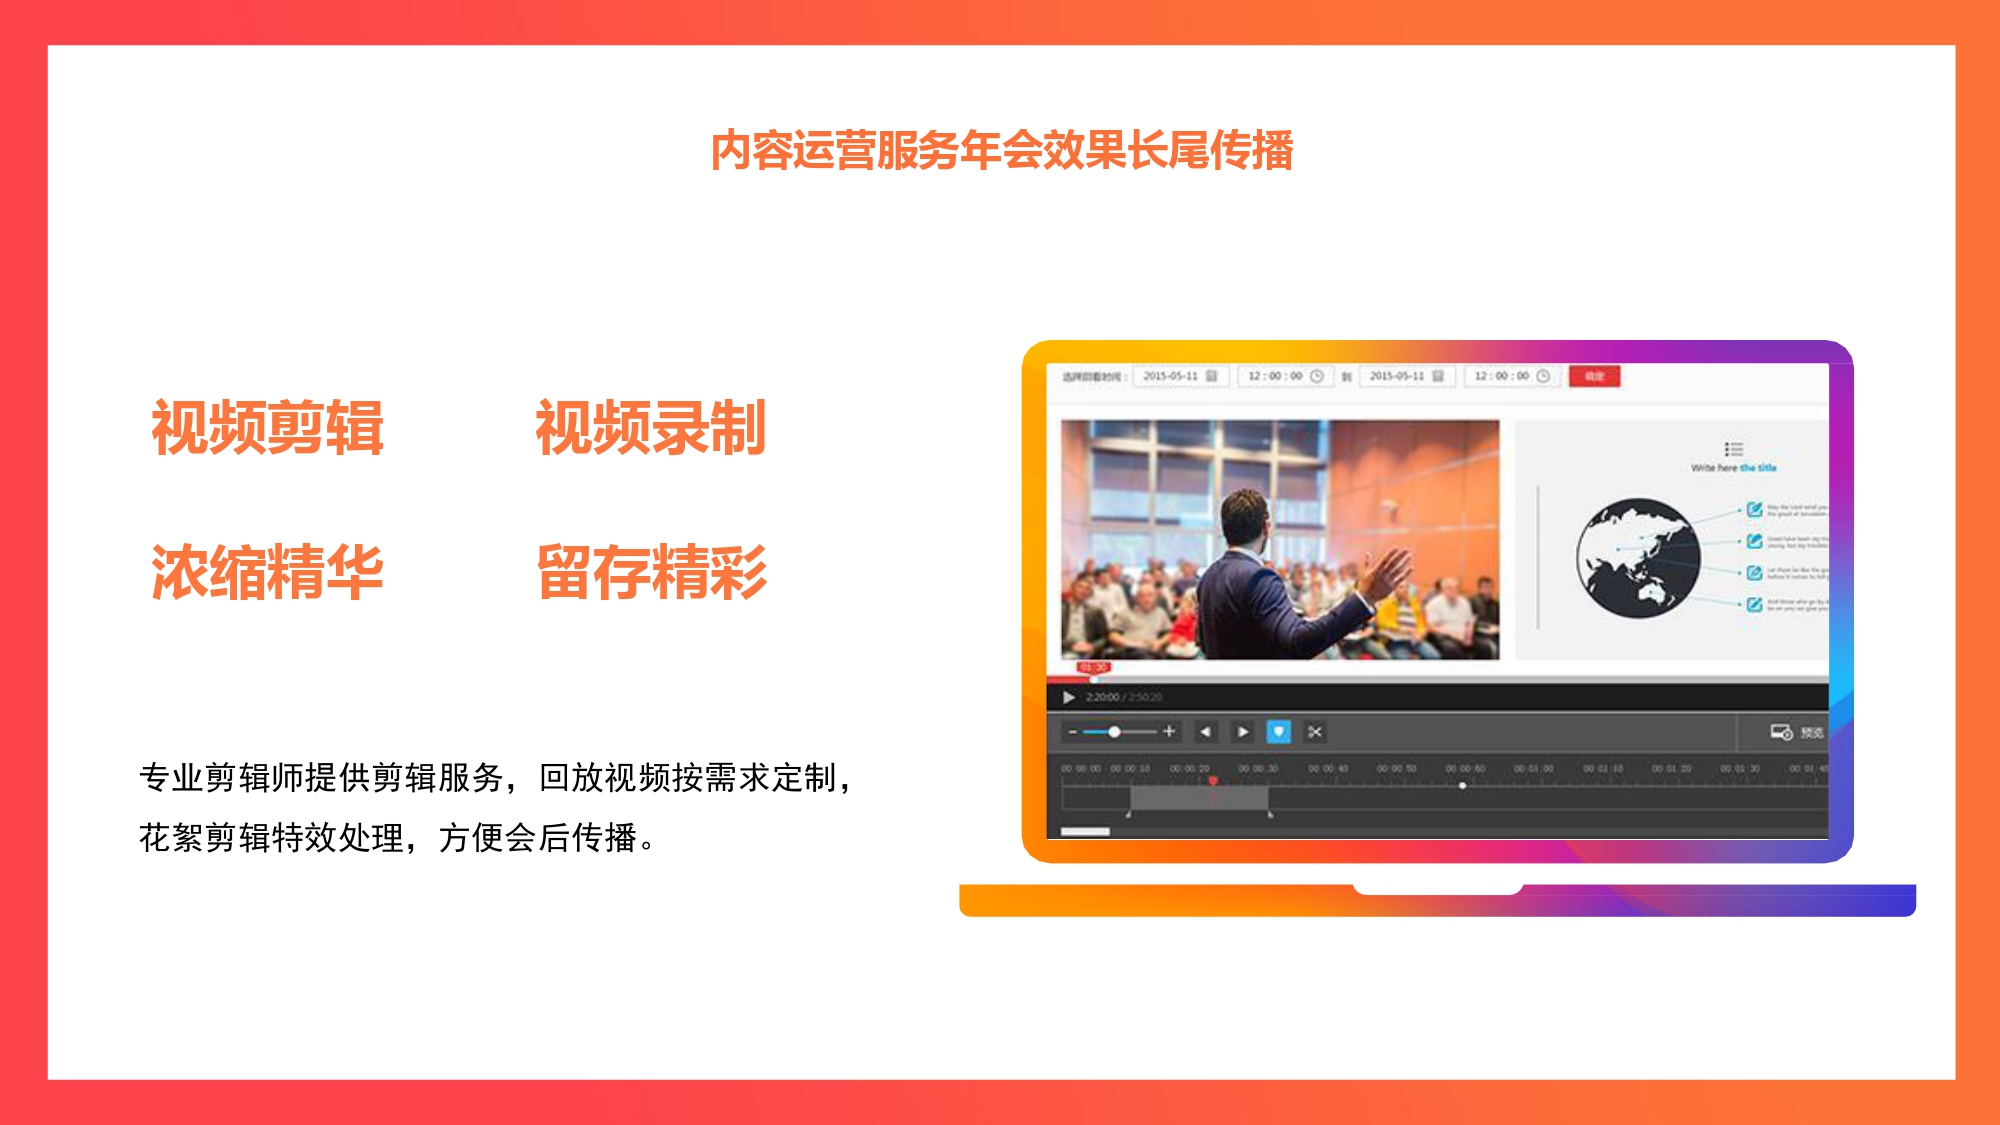 内容运营服务年会效果长尾传播
视频剪辑 视频录制
浓缩精华 留存精彩
专业剪辑师提供剪辑服务，回放视频按需求定制，
花絮剪辑特效处理，方便会后传播。
选择回看时间： 2015-05-11 12:00:00 到 2015-05-11 12:00:00 确定
Write here the title
01:30
2:20:00 / 2:50:20
预览
00:00:00 00:00:10 00:00:20 00:00:30 00:00:40 00:00:50 00:00:60 00:01:00 00:01:10 00:01:20 00:01:30 00:01:40